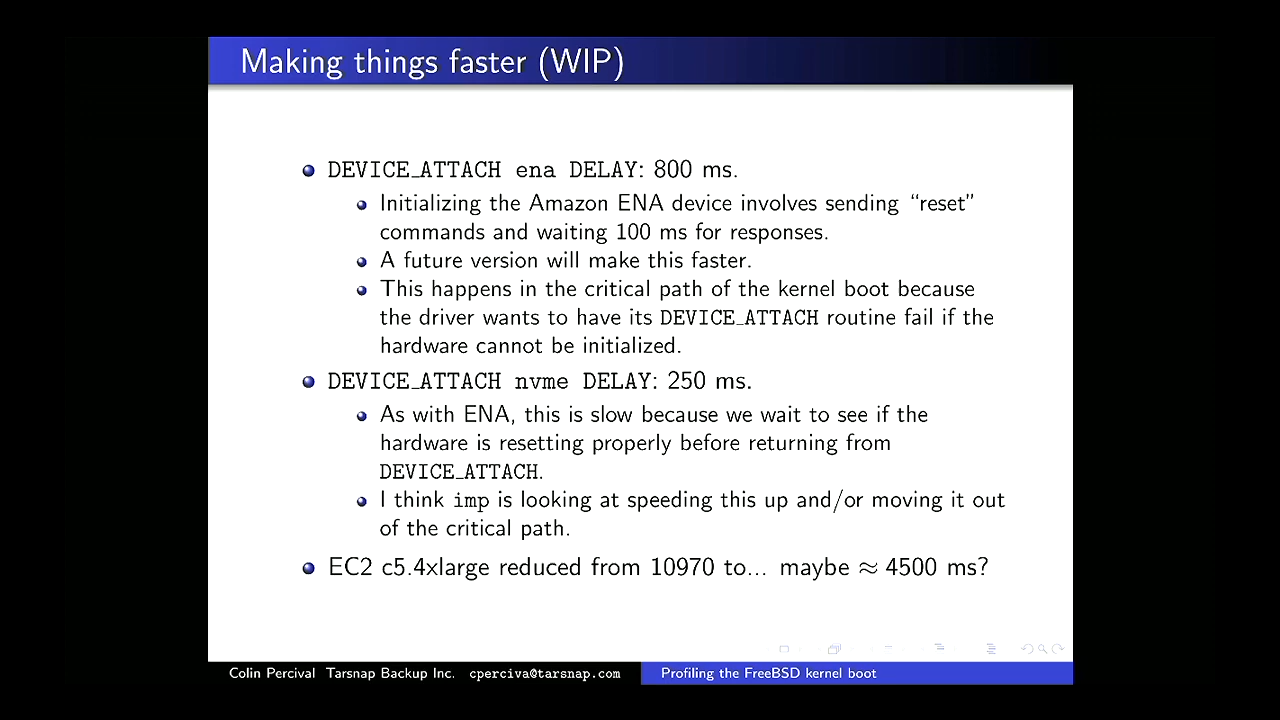 Making things faster (WIP)
DEVICE_ATTACH ena DELAY: 800 ms.
Initializing the Amazon ENA device involves sending “reset”
commands and waiting 100 ms for responses.
A future version will make this faster.
This happens in the critical path of the kernel boot because
the driver wants to have its DEVICE_ATTACH routine fail if the
hardware cannot be initialized.
DEVICE_ATTACH nvme DELAY: 250 ms.
As with ENA, this is slow because we wait to see if the
hardware is resetting properly before returning from
DEVICE_ATTACH.
I think imp is looking at speeding this up and/or moving it out
of the critical path.
EC2 c5.4xlarge reduced from 10970 to... maybe ≈ 4500 ms?
Colin Percival Tarsnap Backup Inc. cperciva@tarsnap.com
Profiling the FreeBSD kernel boot